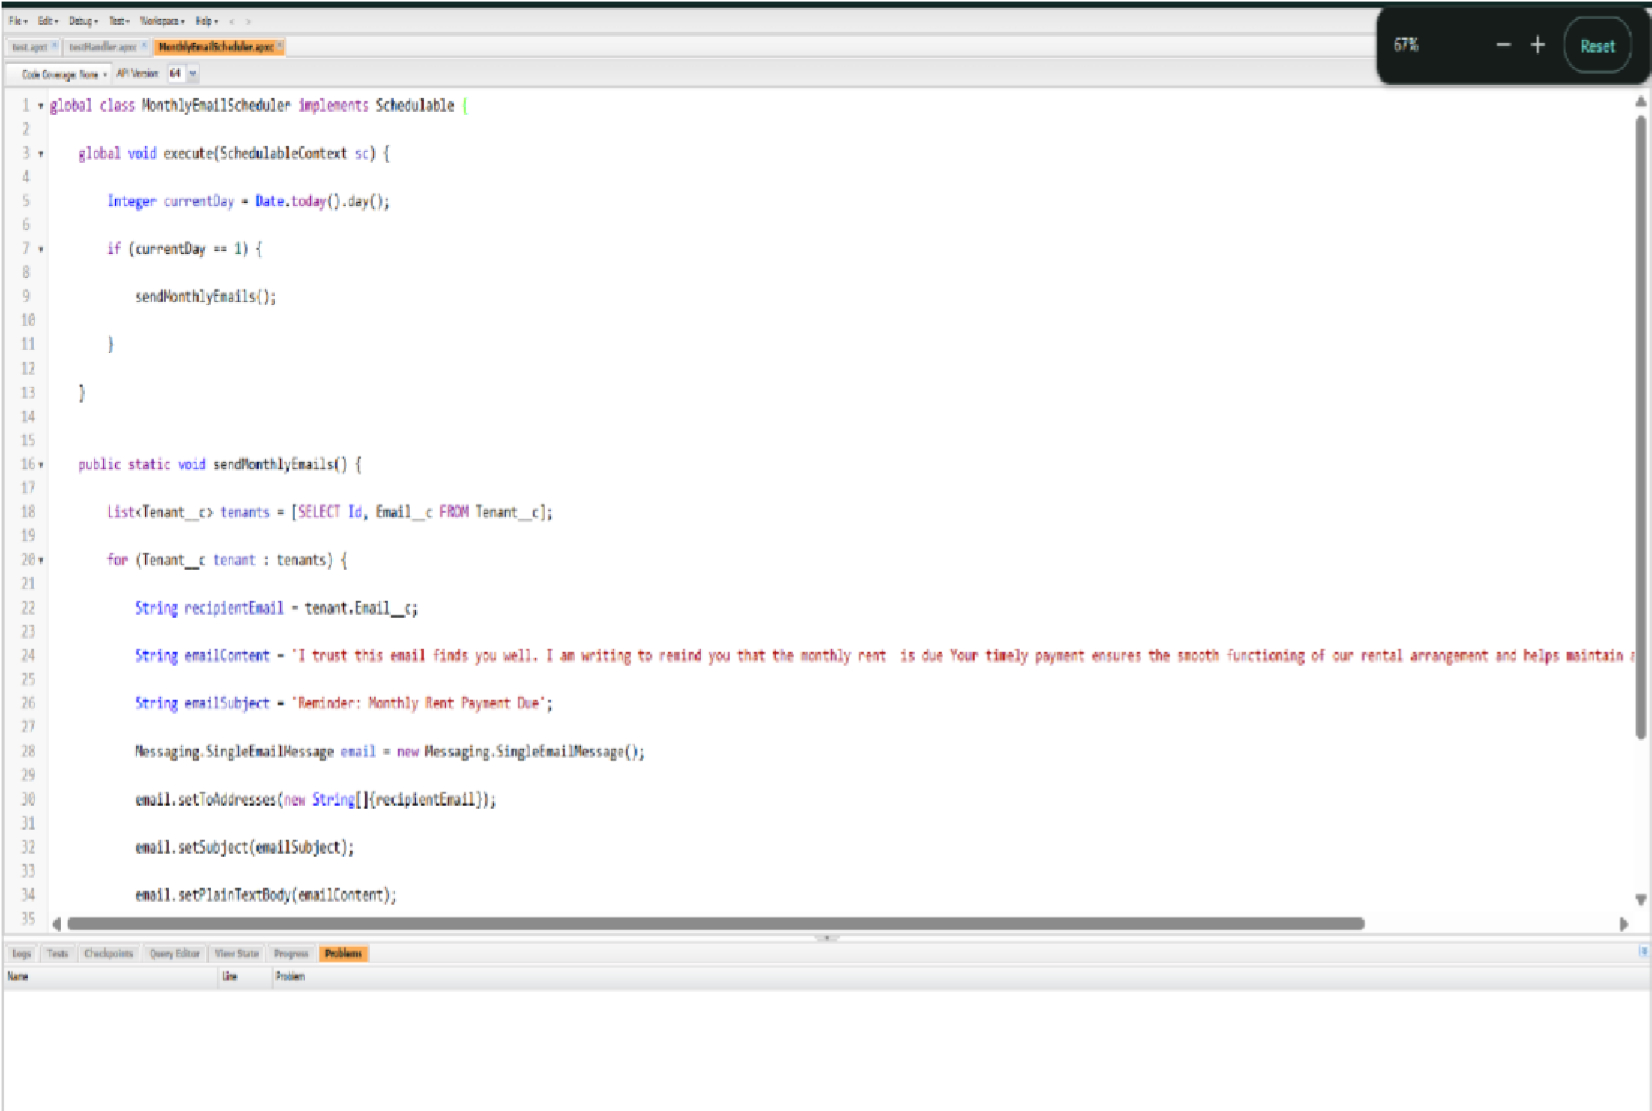 File Edit Debug Test Workspace Help < >
test.apxt testHandler.apxc MonthlyEmailScheduler.apxc
67% − + Reset
Code Coverage: None API Version: 64
1 global class MonthlyEmailScheduler implements Schedulable {
2
3 global void execute(SchedulableContext sc) {
4
5 Integer currentDay = Date.today().day();
6
7 if (currentDay == 1) {
8
9 sendMonthlyEmails();
10
11 }
12
13 }
14
15
16 public static void sendMonthlyEmails() {
17
18 List<Tenant__c> tenants = [SELECT Id, Email__c FROM Tenant__c];
19
20 for (Tenant__c tenant : tenants) {
21
22 String recipientEmail = tenant.Email__c;
23
24 String emailContent = 'I trust this email finds you well. I am writing to remind you that the monthly rent  is due Your timely payment ensures the smooth functioning of our rental arrangement and helps maintain a
25
26 String emailSubject = 'Reminder: Monthly Rent Payment Due';
27
28 Messaging.SingleEmailMessage email = new Messaging.SingleEmailMessage();
29
30 email.setToAddresses(new String[]{recipientEmail});
31
32 email.setSubject(emailSubject);
33
34 email.setPlainTextBody(emailContent);
35
Logs Tests Checkpoints Query Editor View State Progress Problems
Name Line Problem